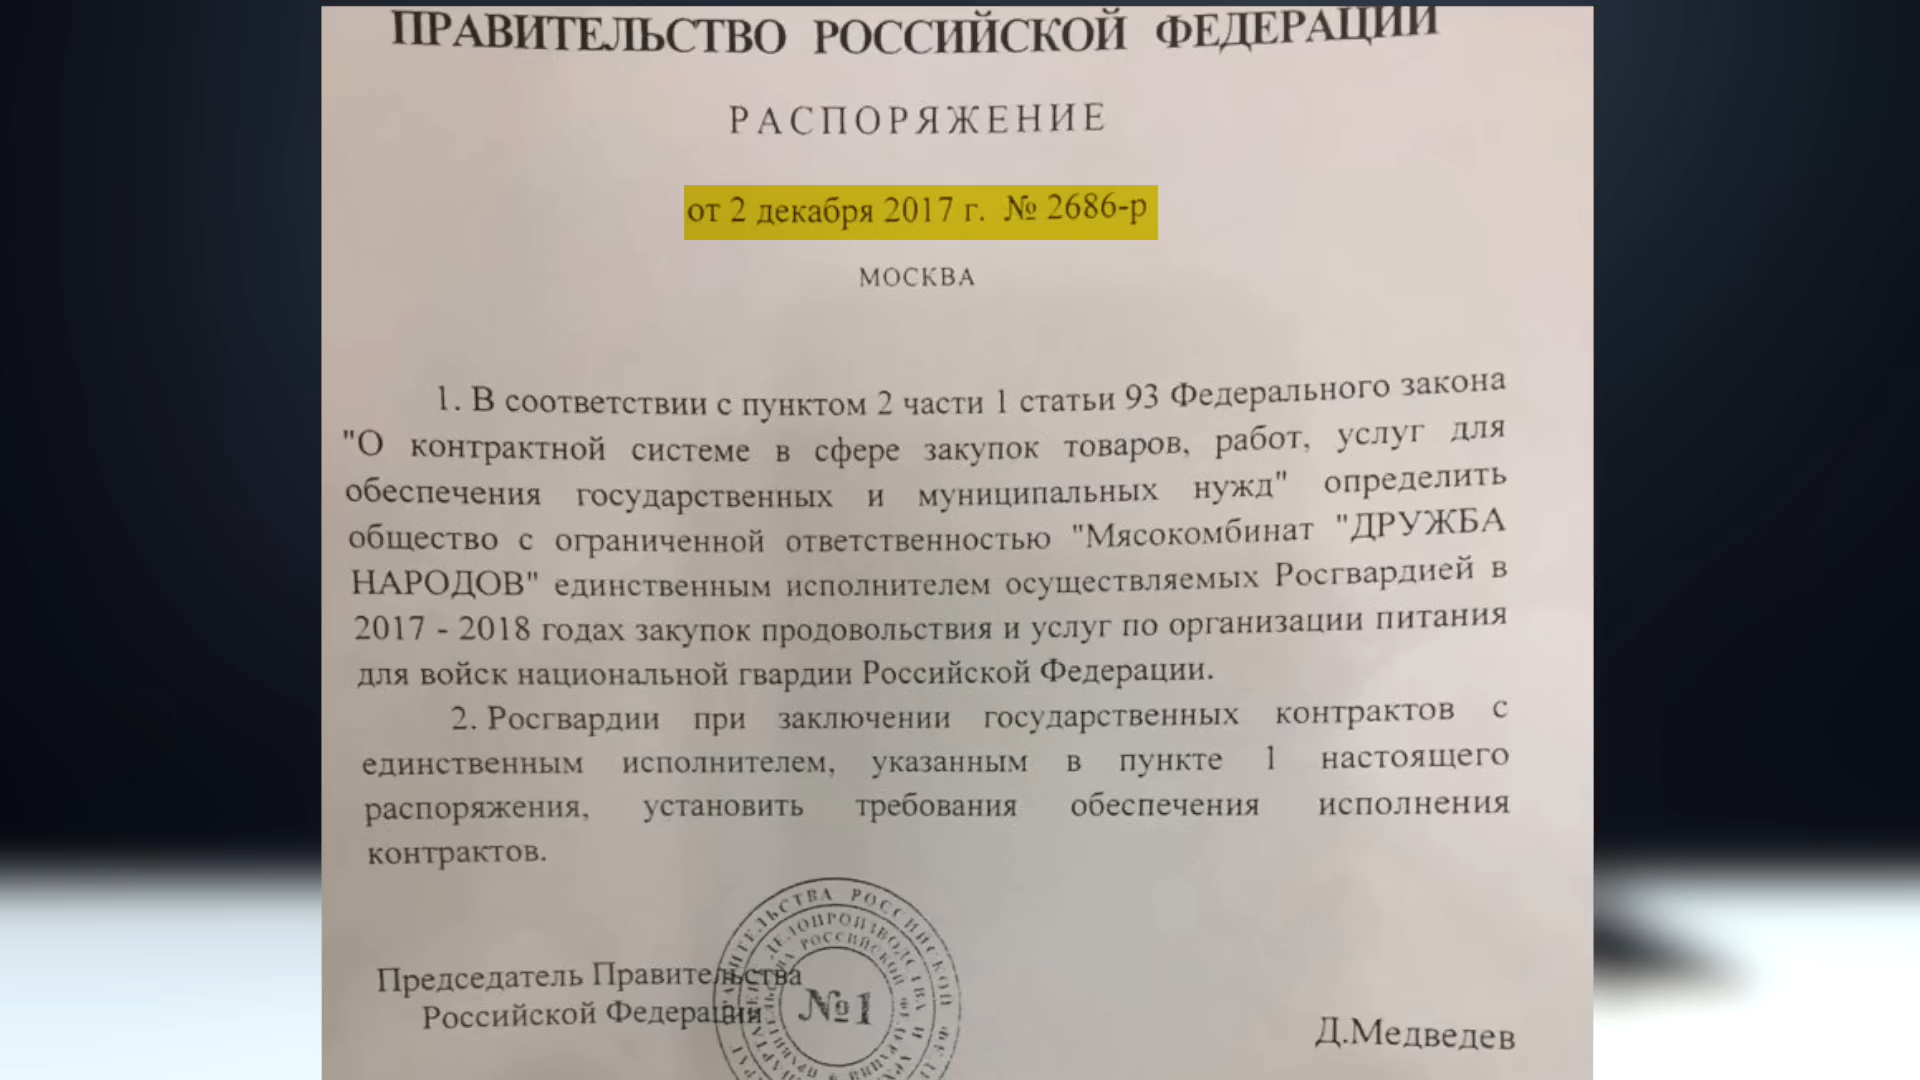 ПРАВИТЕЛЬСТВО РОССИЙСКОЙ ФЕДЕРАЦИИ
РАСПОРЯЖЕНИЕ
от 2 декабря 2017 г. № 2686-р
МОСКВА
1. В соответствии с пунктом 2 части 1 статьи 93 Федерального закона
"О контрактной системе в сфере закупок товаров, работ, услуг для
обеспечения государственных и муниципальных нужд" определить
общество с ограниченной ответственностью "Мясокомбинат "ДРУЖБА
НАРОДОВ" единственным исполнителем осуществляемых Росгвардией в
2017 - 2018 годах закупок продовольствия и услуг по организации питания
для войск национальной гвардии Российской Федерации.
2. Росгвардии при заключении государственных контрактов с
единственным исполнителем, указанным в пункте 1 настоящего
распоряжения, установить требования обеспечения исполнения
контрактов.
Председатель Правительства
Российской Федерации
№1
Д.Медведев